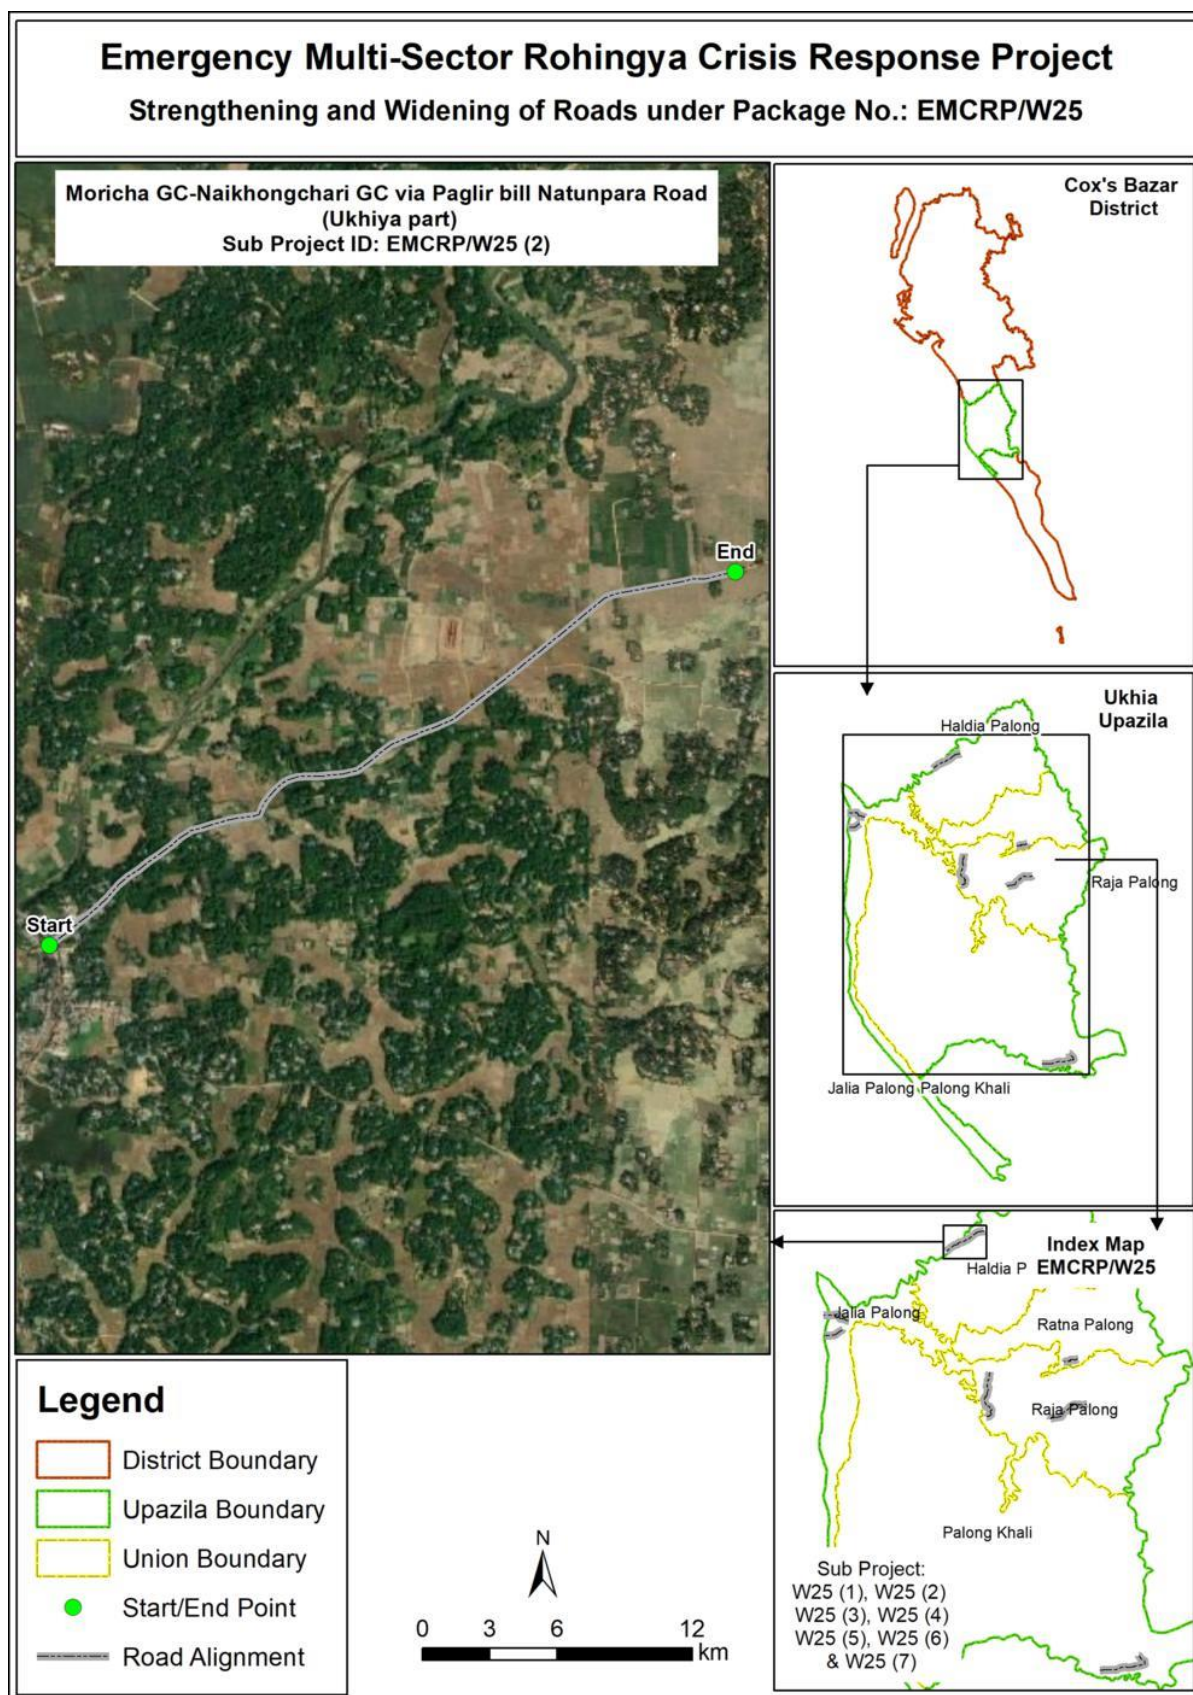 Emergency Multi-Sector Rohingya Crisis Response Project
Strengthening and Widening of Roads under Package No.: EMCRP/W25
Moricha GC-Naikhongchari GC via Paglir bill Natunpara Road
(Ukhiya part)
Sub Project ID: EMCRP/W25 (2)
End
Start
Cox's Bazar
District
Ukhia
Upazila
Haldia Palong
Raja Palong
Jalia Palong Palong Khali
Index Map
EMCRP/W25
Haldia P
Jalia Palong
Ratna Palong
Raja Palong
Palong Khali
Sub Project:
W25 (1), W25 (2)
W25 (3), W25 (4)
W25 (5), W25 (6)
& W25 (7)
Legend
District Boundary
Upazila Boundary
Union Boundary
Start/End Point
Road Alignment
N
0 3 6 12
km